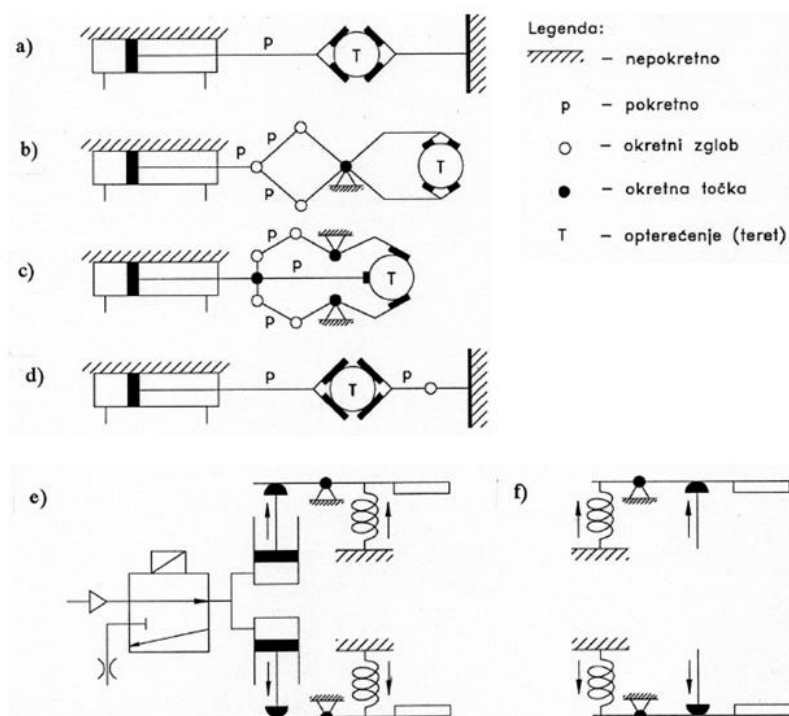 a)
p
T
b)
p
p
p
T
c)
p
p
p
T
d)
p
T
p
e)
f)
Legenda:
– nepokretno
p – pokretno
– okretni zglob
– okretna točka
T – opterećenje (teret)